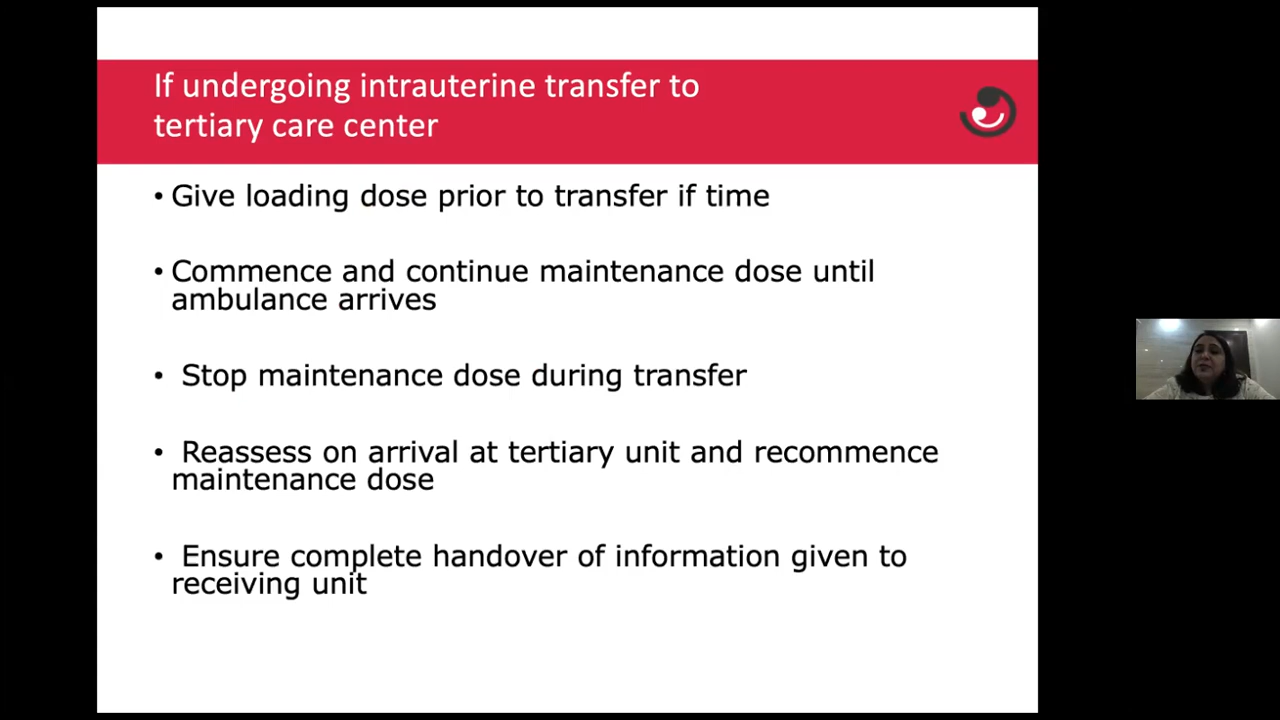 If undergoing intrauterine transfer to
tertiary care center
• Give loading dose prior to transfer if time
• Commence and continue maintenance dose until
ambulance arrives
• Stop maintenance dose during transfer
• Reassess on arrival at tertiary unit and recommence
maintenance dose
• Ensure complete handover of information given to
receiving unit